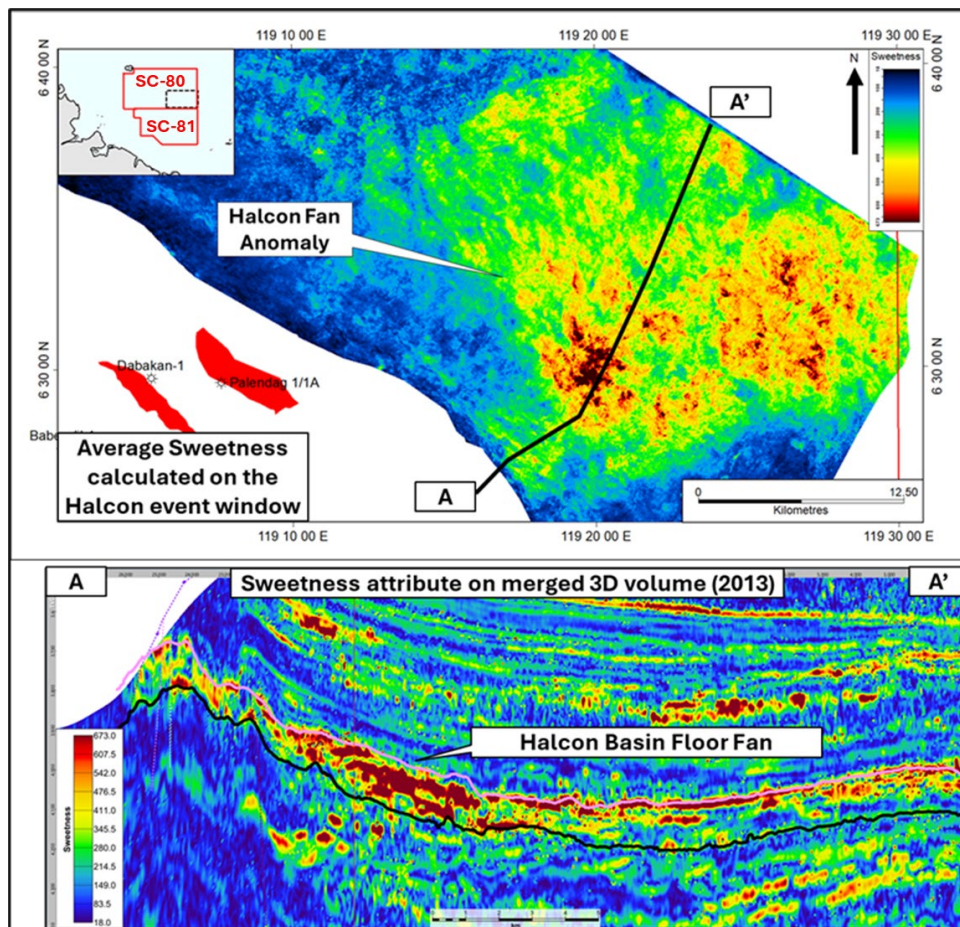 119 10 00 E
119 20 00 E
119 30 00 E
6 40 00 N
6 40 00 N
SC-80
SC-81
A'
N
Sweetness
Halcon Fan
Anomaly
6 30 00 N
6 30 00 N
Dabakan-1
Palendag 1/1A
Average Sweetness
calculated on the
Halcon event window
A
0
12.50
Kilometres
119 10 00 E
119 20 00 E
119 30 00 E
A
Sweetness attribute on merged 3D volume (2013)
A'
Halcon Basin Floor Fan
Sweetness
673.0
607.5
542.0
476.5
411.0
345.5
280.0
214.5
149.0
83.5
18.0
km